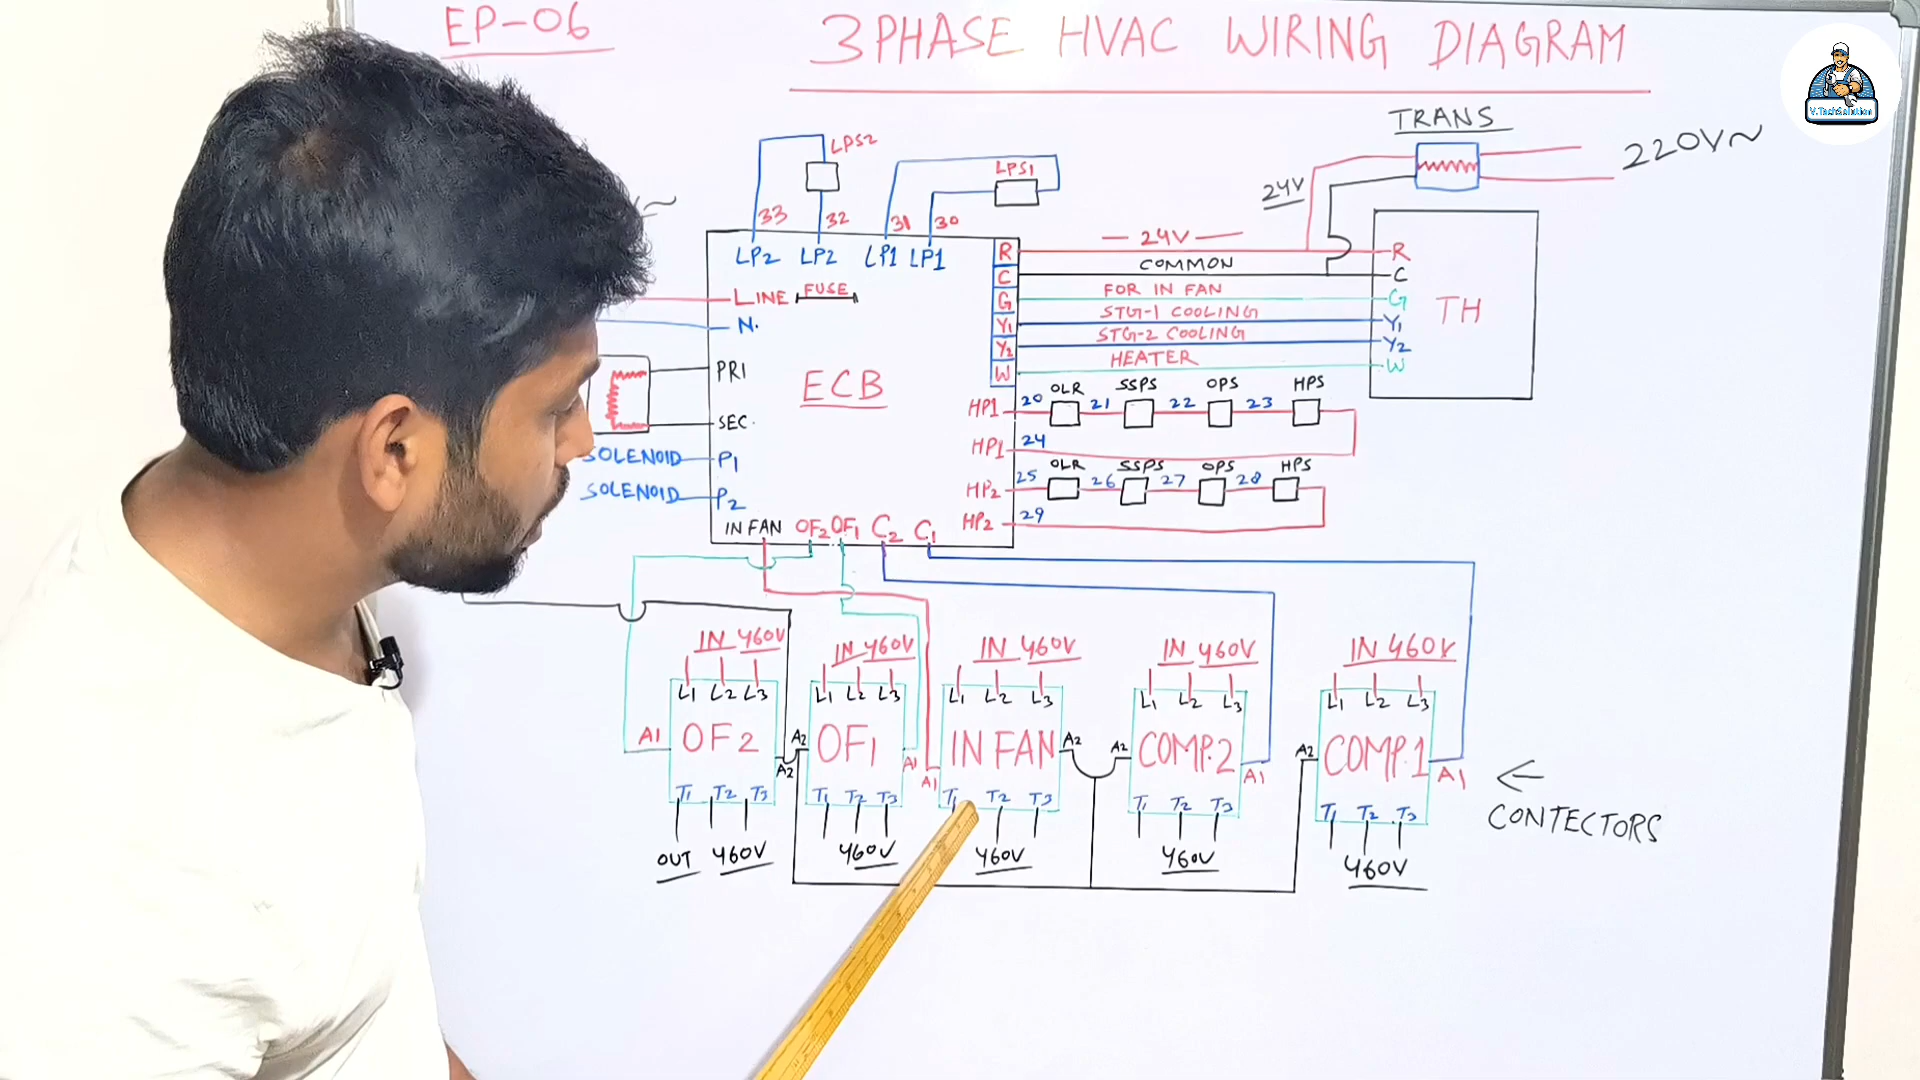 EP-06
3 PHASE HVAC WIRING DIAGRAM
V.TechSolution
TRANS
220V~
24V
LPS2
LPS1
33 32 31 30
LP2 LP2 LP1 LP1
LINE FUSE
N.
PRI
SEC.
SOLENOID P1
SOLENOID P2
ECB
R 24V R
C COMMON C
G FOR IN FAN G
Y1 STG-1 COOLING Y1
Y2 STG-2 COOLING Y2
W HEATER W
TH
OLR SSPS OPS HPS
HP1 20 21 22 23
HP1 24
OLR SSPS OPS HPS
HP2 25 26 27 28
HP2 29
IN FAN OF2 OF1 C2 C1
IN 460V IN 460V IN 460V IN 460V IN 460V
L1 L2 L3 L1 L2 L3 L1 L2 L3 L1 L2 L3 L1 L2 L3
A1 OF2 A2 A2 OF1 A1 A1 IN FAN A2 A2 COMP.2 A1 A2 COMP.1 A1
T1 T2 T3 T1 T2 T3 T1 T2 T3 T1 T2 T3 T1 T2 T3
OUT 460V 460V 460V 460V 460V
CONTECTORS